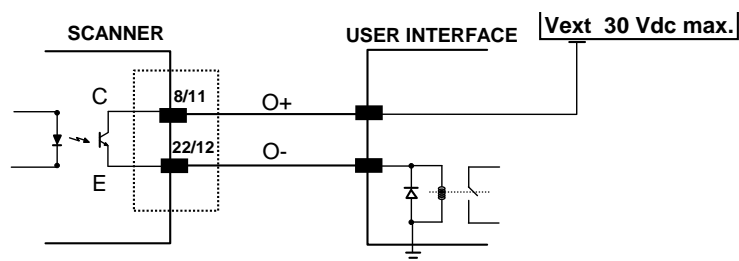 Vext 30 Vdc max.
SCANNER
USER INTERFACE
C
8/11
O+
22/12
O-
E